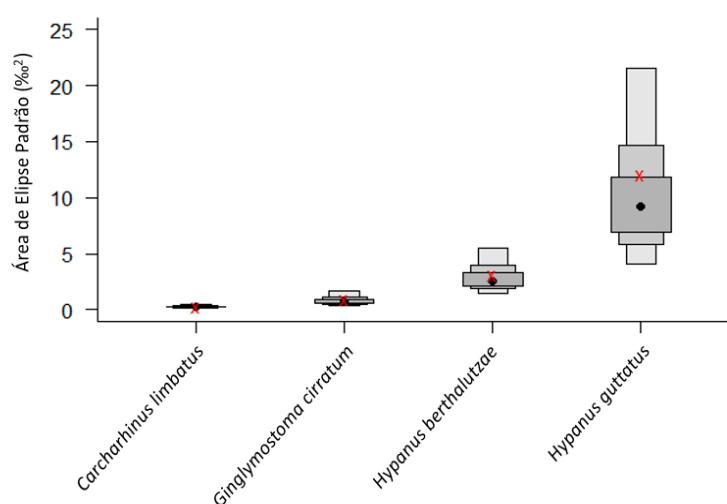 Área de Elipse Padrão (‰²)
25
20
15
10
5
0
x
x
x
x
Carcharhinus limbatus
Ginglymostoma cirratum
Hypanus berthalutzae
Hypanus guttatus